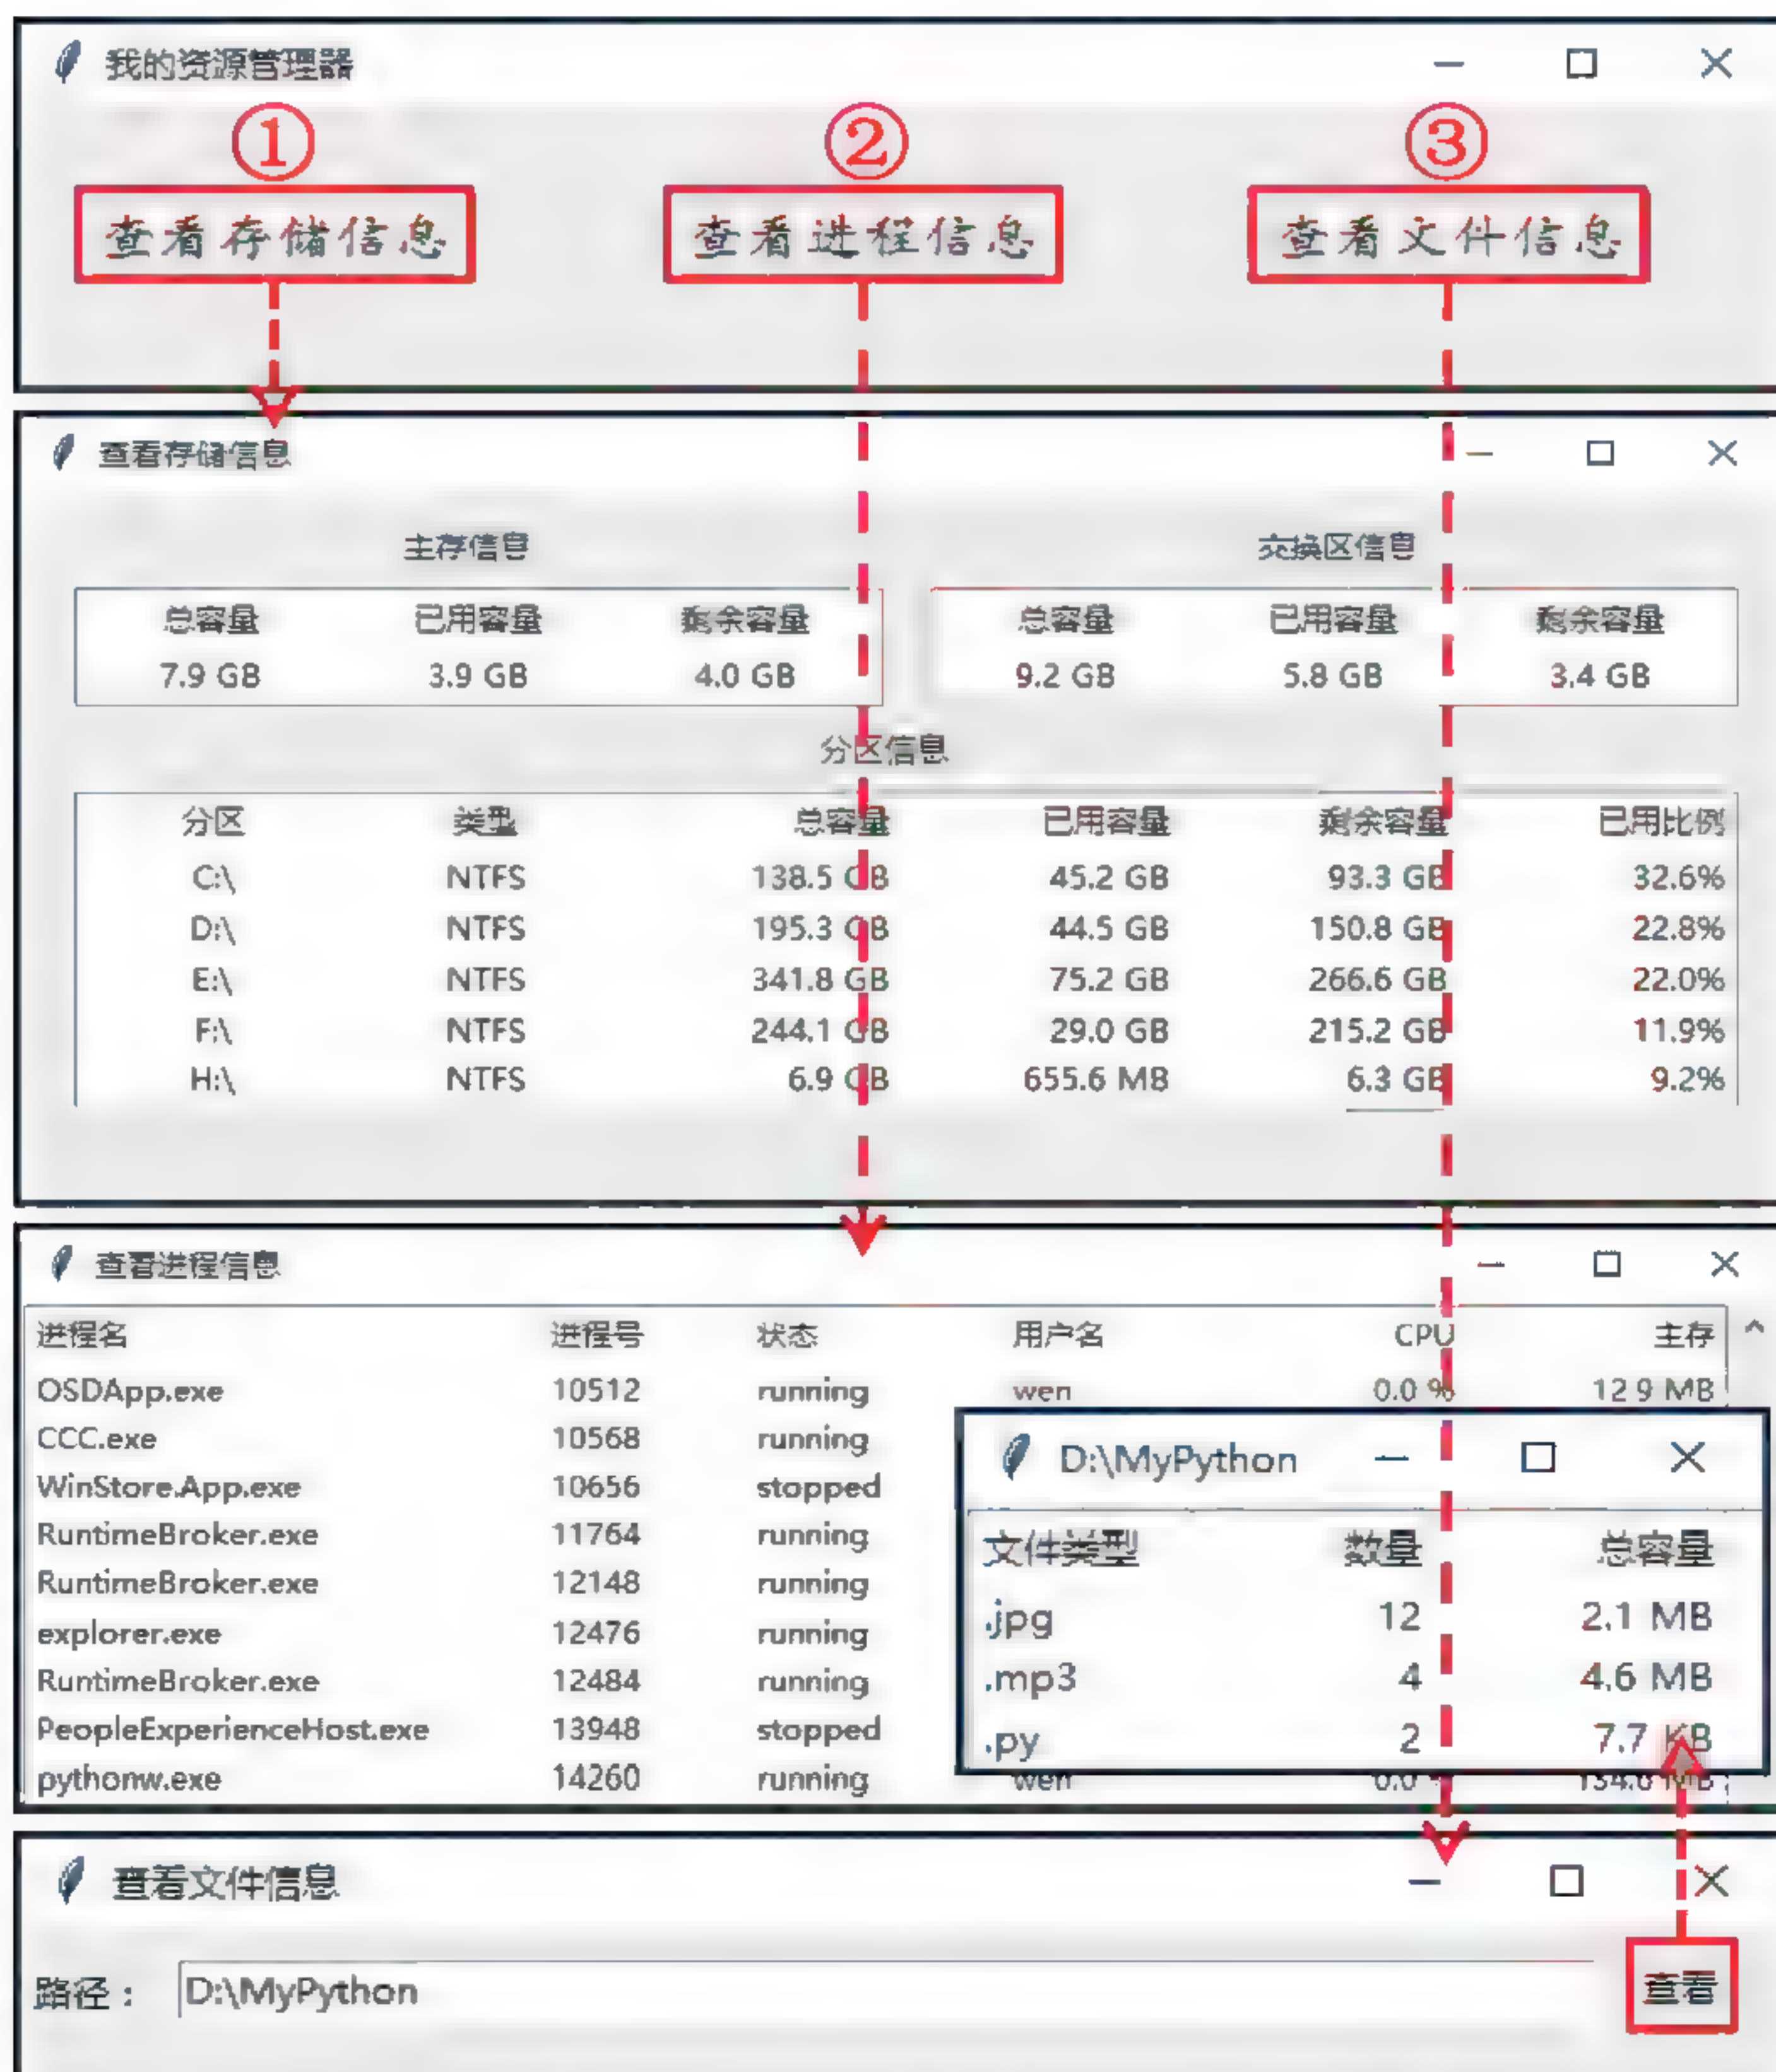 我的资源管理器
① ② ③
查看存储信息 查看进程信息 查看文件信息
查看存储信息
主存信息 交换区信息
总容量 已用容量 剩余容量 总容量 已用容量 剩余容量
7.9 GB 3.9 GB 4.0 GB 9.2 GB 5.8 GB 3.4 GB
分区信息
分区 类型 总容量 已用容量 剩余容量 已用比例
C:\ NTFS 138.5 GB 45.2 GB 93.3 GB 32.6%
D:\ NTFS 195.3 GB 44.5 GB 150.8 GB 22.8%
E:\ NTFS 341.8 GB 75.2 GB 266.6 GB 22.0%
F:\ NTFS 244.1 GB 29.0 GB 215.2 GB 11.9%
H:\ NTFS 6.9 GB 655.6 MB 6.3 GB 9.2%
查看进程信息
进程名 进程号 状态 用户名 CPU 主存
OSDApp.exe 10512 running wen 0.0 % 12.9 MB
CCC.exe 10568 running
WinStore.App.exe 10656 stopped
RuntimeBroker.exe 11764 running
RuntimeBroker.exe 12148 running
explorer.exe 12476 running
RuntimeBroker.exe 12484 running
PeopleExperienceHost.exe 13948 stopped
pythonw.exe 14260 running wen 0.0
D:\MyPython
文件类型 数量 总容量
.jpg 12 2.1 MB
.mp3 4 4.6 MB
.py 2 7.7 KB
查看文件信息
路径： D:\MyPython 查看